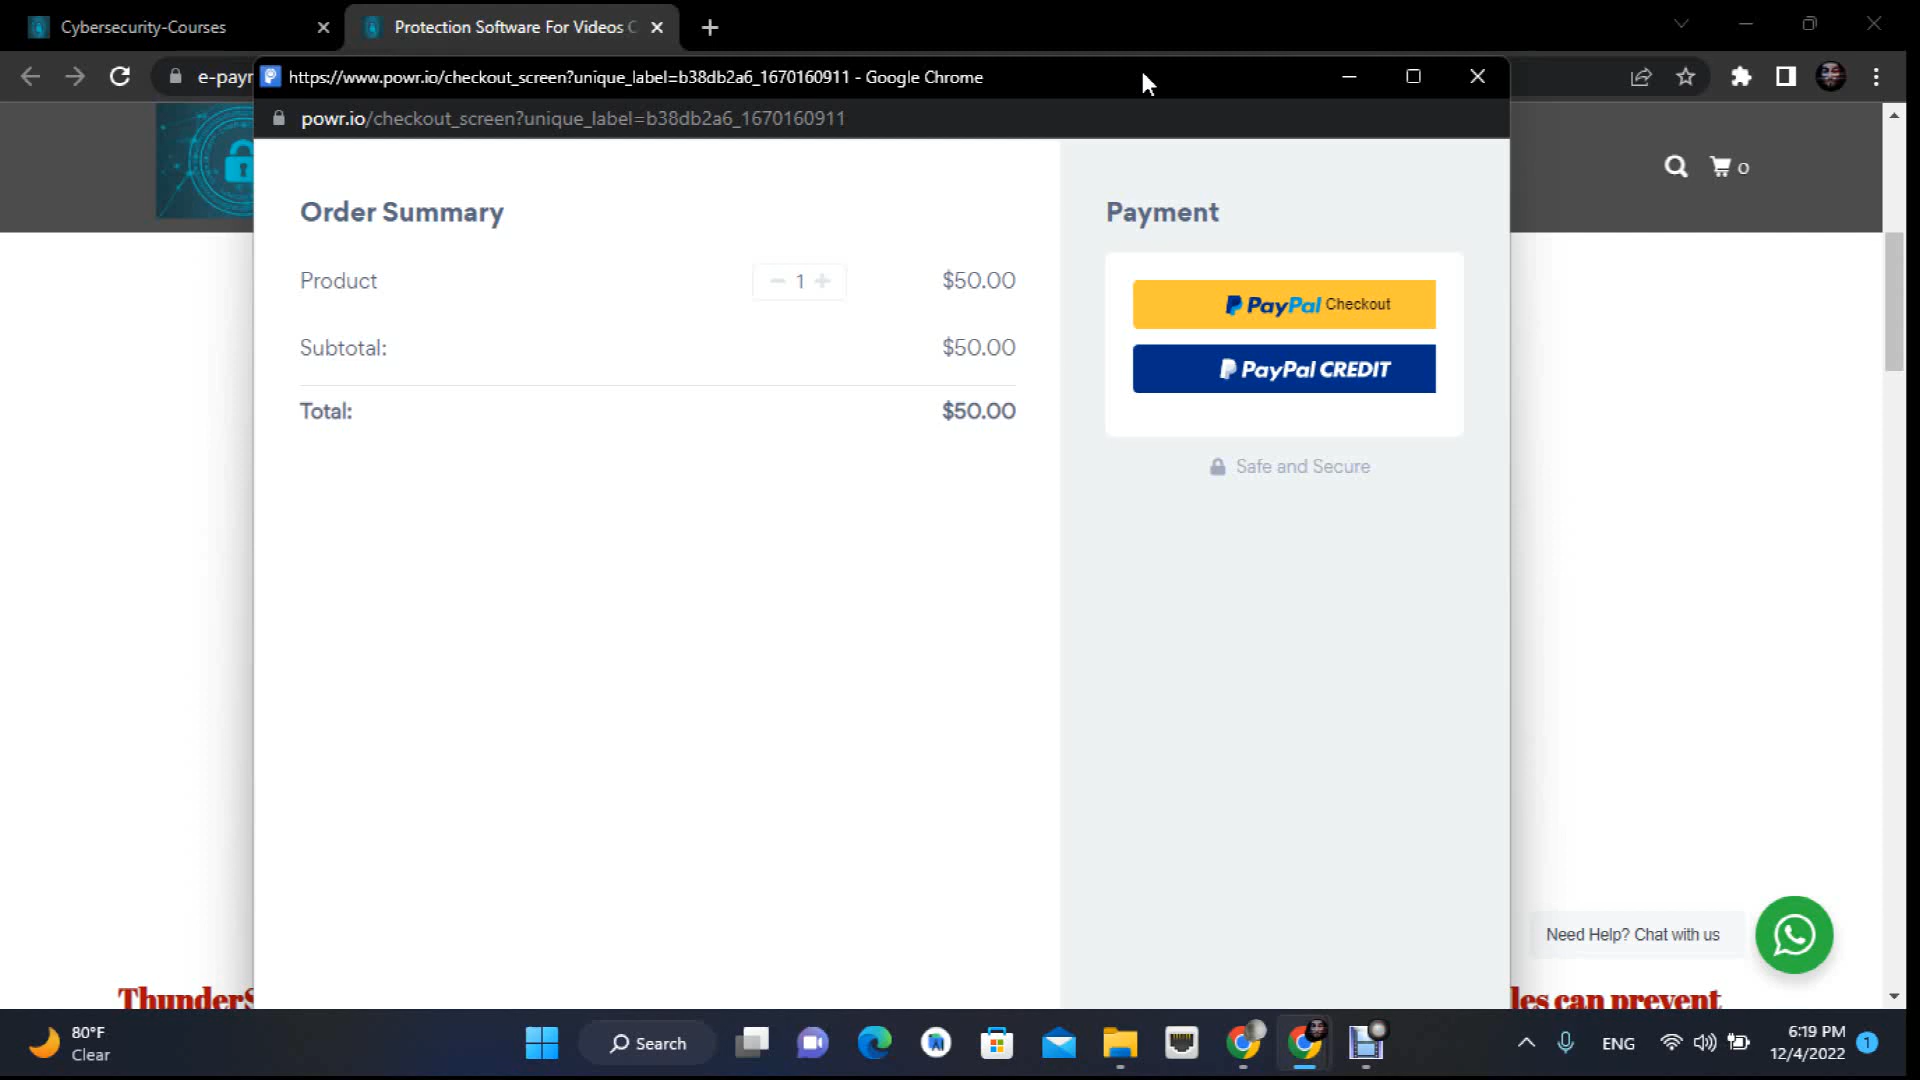 Cybersecurity-Courses
Protection Software For Videos
e-payr
https://www.powr.io/checkout_screen?unique_label=b38db2a6_1670160911 - Google Chrome
powr.io/checkout_screen?unique_label=b38db2a6_1670160911
0
Order Summary
Payment
Product
1
$50.00
PayPal Checkout
Subtotal:
$50.00
PayPal CREDIT
Total:
$50.00
Safe and Secure
Need Help? Chat with us
ThunderS
les can prevent
80°F
Clear
Search
ENG
6:19 PM
12/4/2022
1